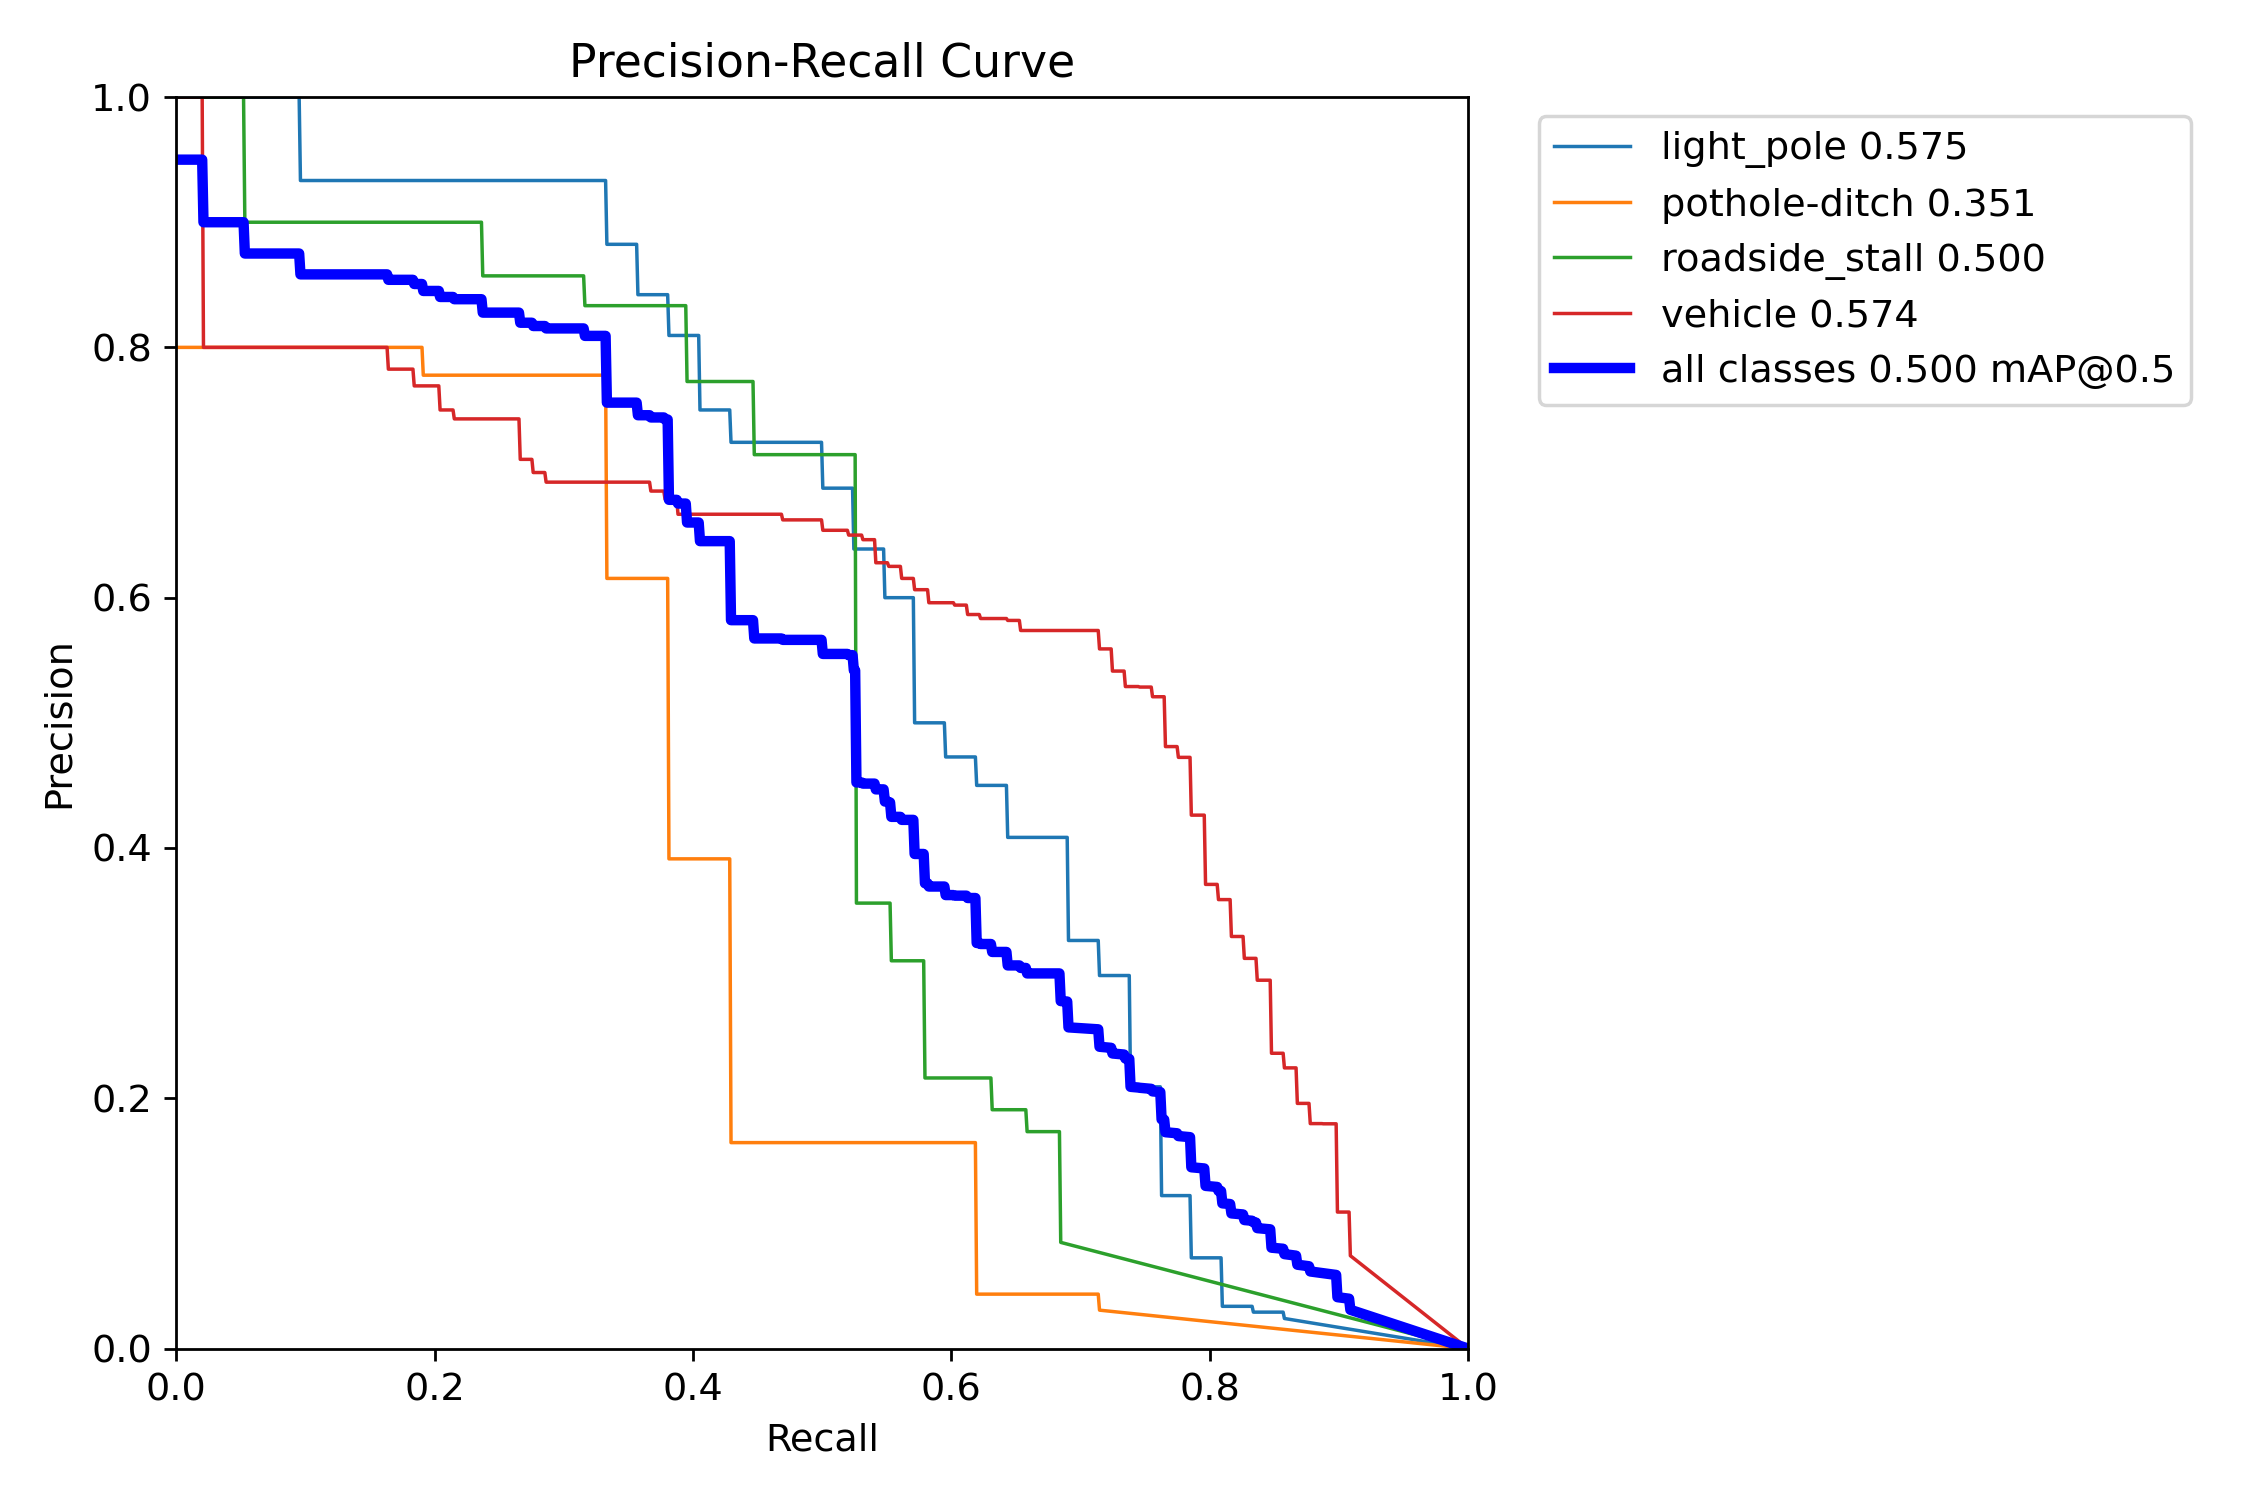 Precision-Recall Curve
1.0
0.8
0.6
0.4
0.2
0.0
Precision
0.0 0.2 0.4 0.6 0.8 1.0
Recall
light_pole 0.575
pothole-ditch 0.351
roadside_stall 0.500
vehicle 0.574
all classes 0.500 mAP@0.5